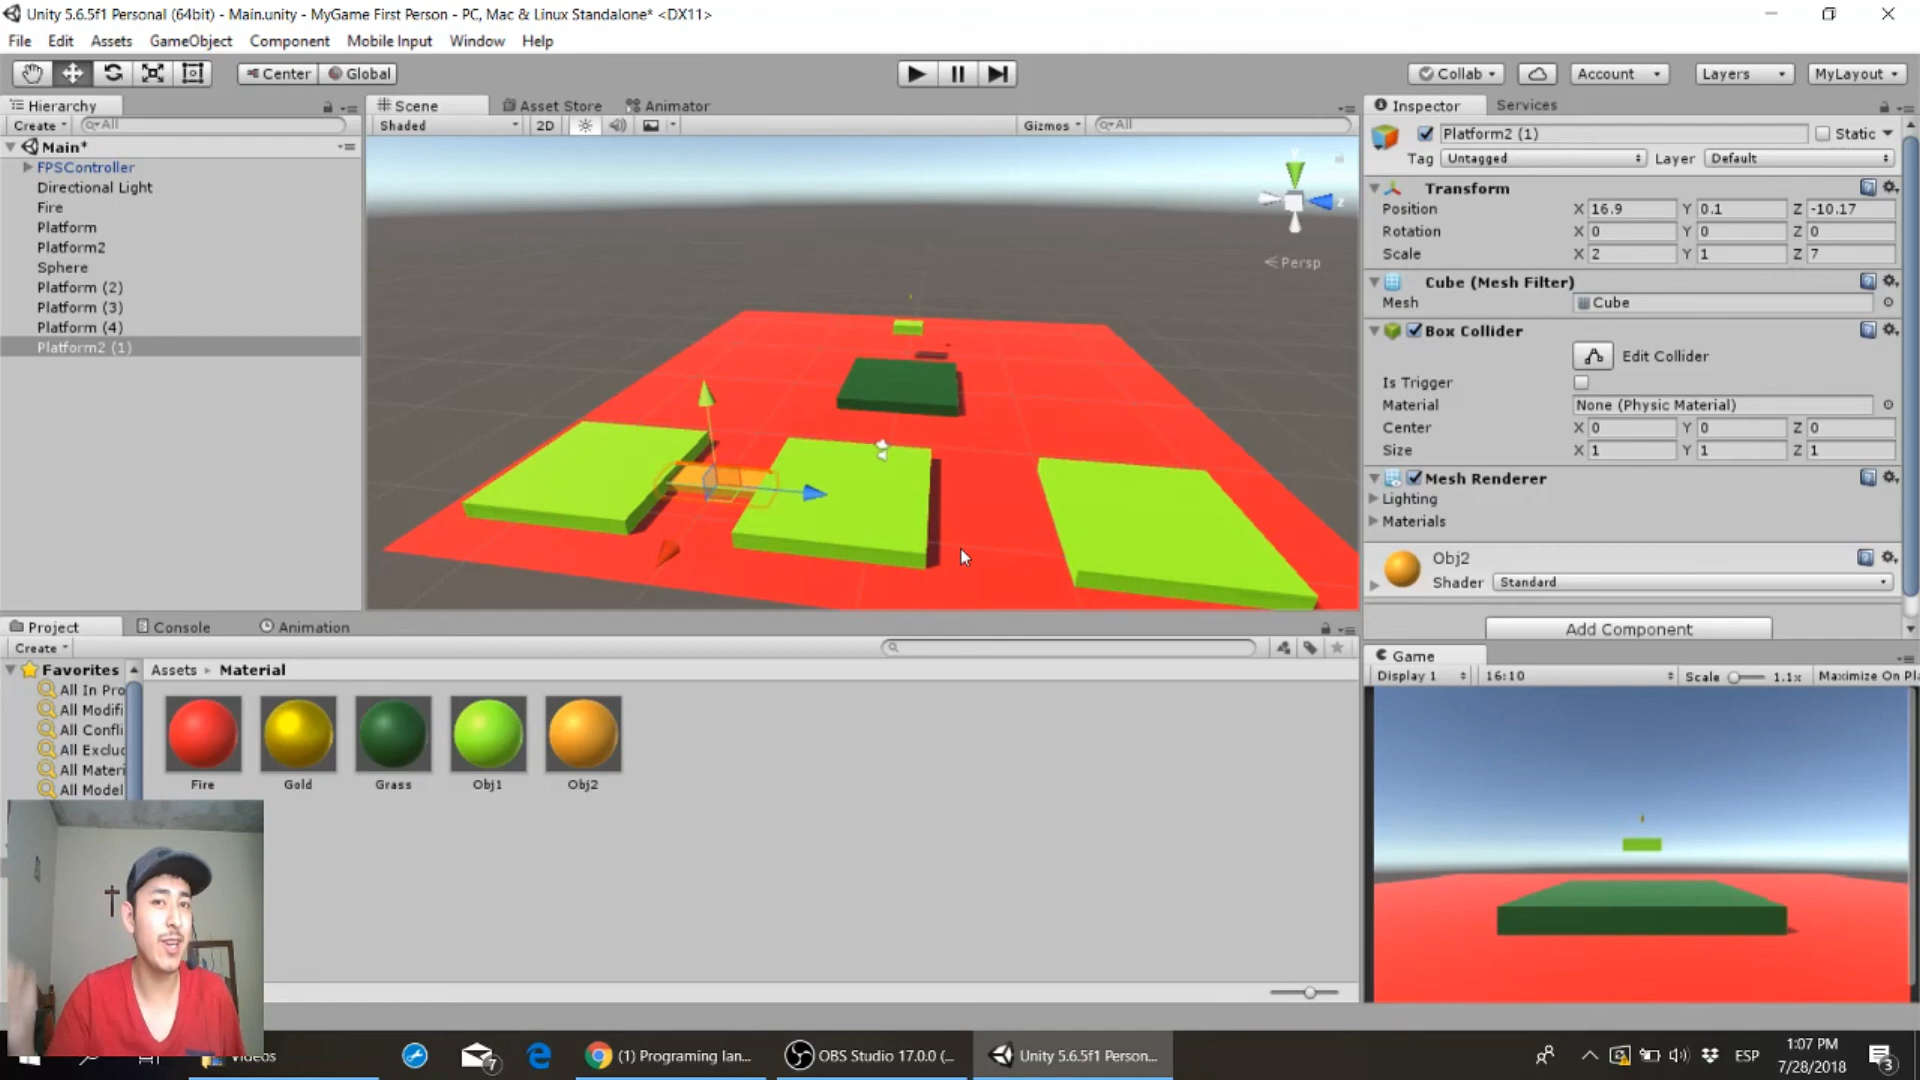 Unity 5.6.5f1 Personal (64bit) - Main.unity - MyGame First Person - PC, Mac & Linux Standalone* <DX11>
File Edit Assets GameObject Component Mobile Input Window Help
Center Global Collab Account Layers MyLayout
Hierarchy
Create All
Main*
FPSController
Directional Light
Fire
Platform
Platform2
Sphere
Platform (2)
Platform (3)
Platform (4)
Platform2 (1)
Scene Asset Store Animator
Shaded 2D Gizmos All
y
z
Persp
Inspector Services
Platform2 (1) Static
Tag Untagged Layer Default
Transform
Position X 16.9 Y 0.1 Z -10.17
Rotation X 0 Y 0 Z 0
Scale X 2 Y 1 Z 7
Cube (Mesh Filter)
Mesh Cube
Box Collider
Edit Collider
Is Trigger
Material None (Physic Material)
Center X 0 Y 0 Z 0
Size X 1 Y 1 Z 1
Mesh Renderer
Lighting
Materials
Obj2
Shader Standard
Add Component
Game
Display 1 16:10 Scale 1.1x Maximize On Pla
Project Console Animation
Create
Favorites
All In Pro
All Modifi
All Confli
All Exclud
All Materi
All Model
Assets Material
Fire Gold Grass Obj1 Obj2
7
(1) Programing lan...
OBS Studio 17.0.0 (...
Unity 5.6.5f1 Person...
ESP
1:07 PM
7/28/2018
3